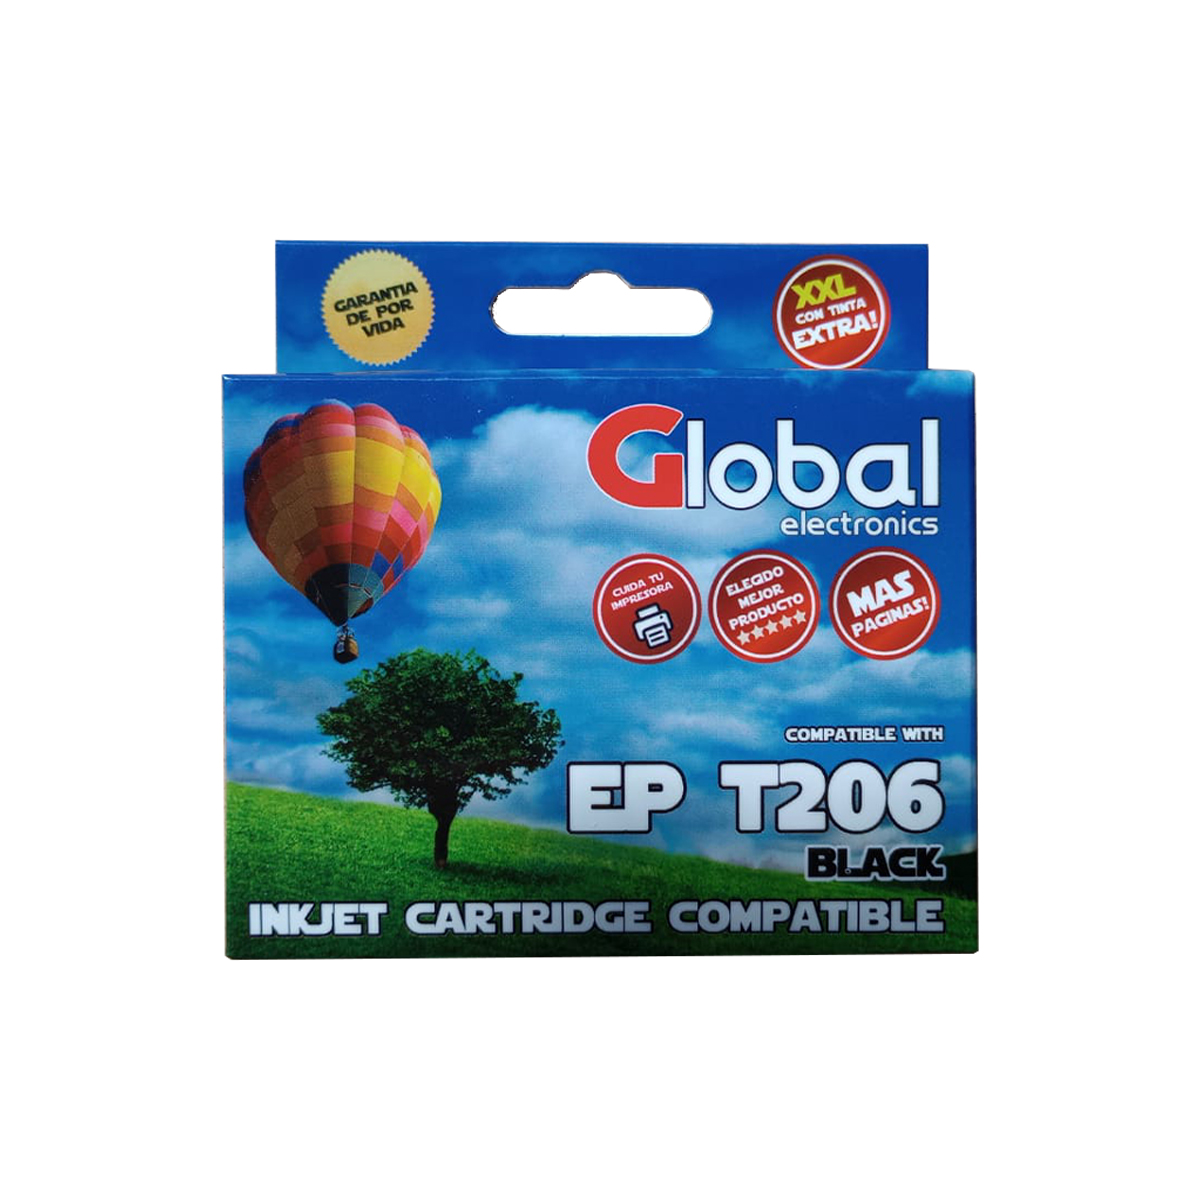 GARANTIA
DE POR
VIDA
XXL
CON TINTA
EXTRA!
Global
electronics
CUIDA TU
IMPRESORA
ELEGIDO
MEJOR
PRODUCTO
MAS
PAGINAS!
COMPATIBLE WITH
EP T206
BLACK
INKJET CARTRIDGE COMPATIBLE